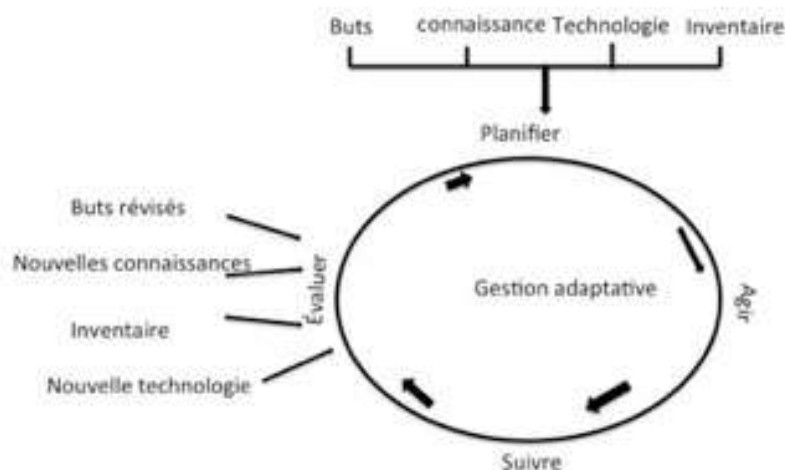 Buts connaissance Technologie Inventaire
Planifier
Buts révisés
Nouvelles connaissances
Évaluer
Gestion adaptative
Agir
Inventaire
Nouvelle technologie
Suivre